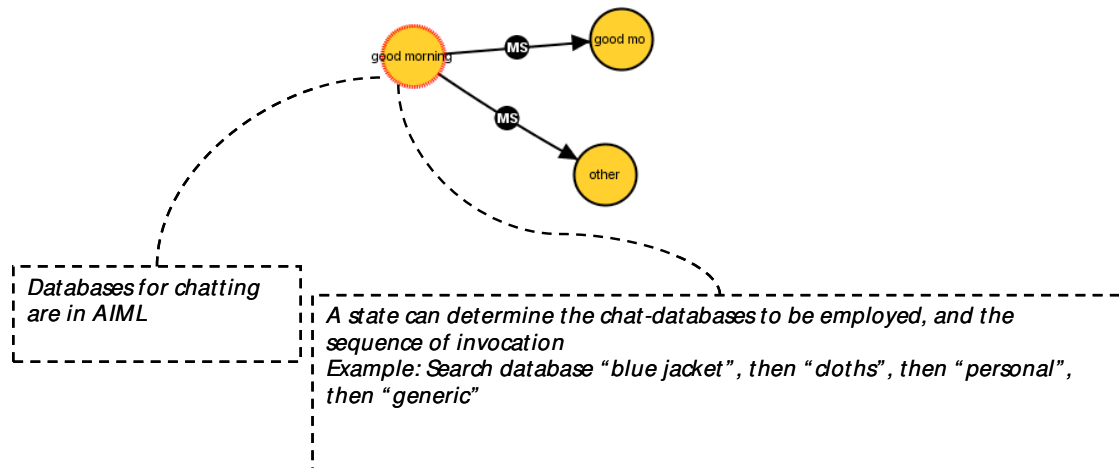 good morning
MS
good mo
MS
other
Databases for chatting
are in AIML
A state can determine the chat-databases to be employed, and the
sequence of invocation
Example: Search database “blue jacket”, then “cloths”, then “personal”,
then “generic”